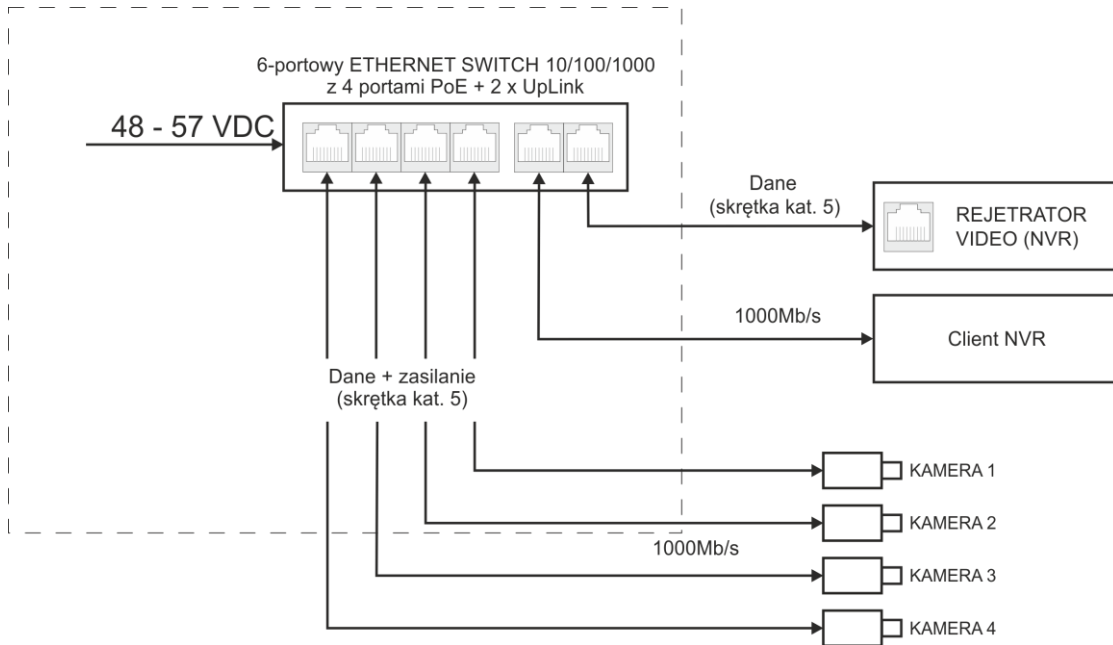 6-portowy ETHERNET SWITCH 10/100/1000
z 4 portami PoE + 2 x UpLink
48 - 57 VDC
Dane
(skrętka kat. 5)
REJETRATOR
VIDEO (NVR)
1000Mb/s
Client NVR
Dane + zasilanie
(skrętka kat. 5)
KAMERA 1
KAMERA 2
1000Mb/s
KAMERA 3
KAMERA 4